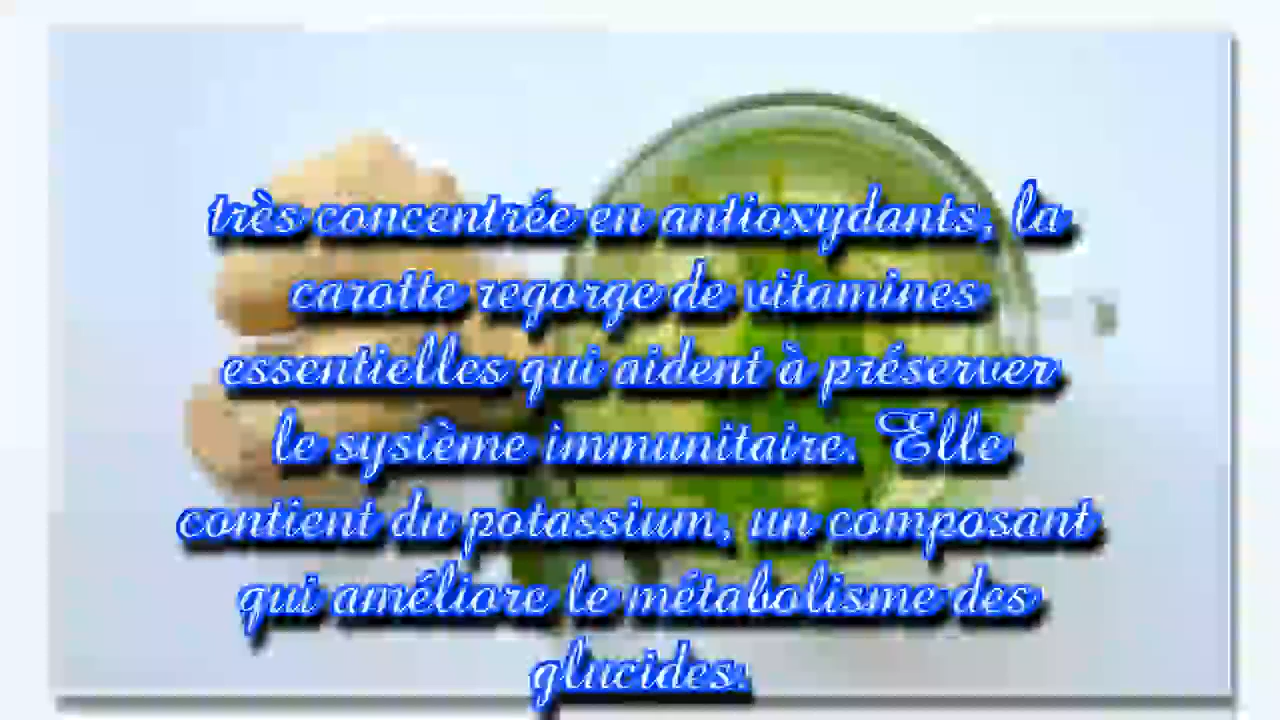 très concentrée en antioxydants, la
carotte regorge de vitamines
essentielles qui aident à préserver
le système immunitaire. Elle
contient du potassium, un composant
qui améliore le métabolisme des
glucides.